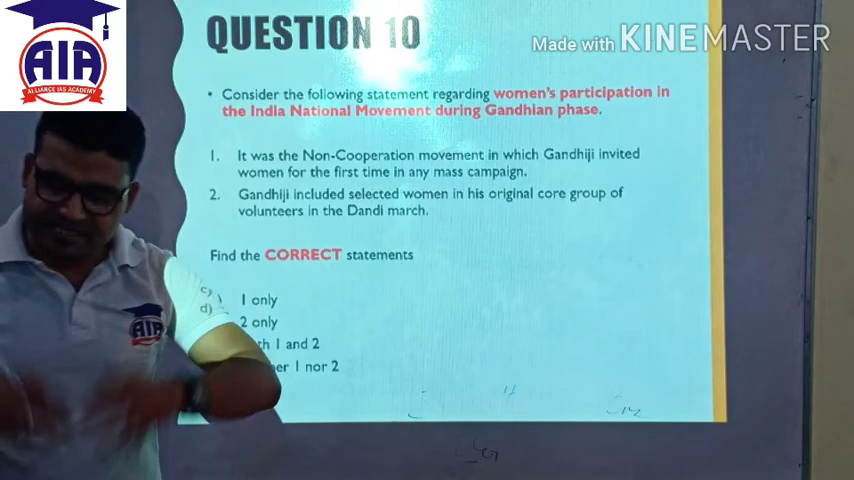 AIA
ALLIANCE IAS ACADEMY
Made with KINEMASTER
QUESTION 10
• Consider the following statement regarding women's participation in
the India National Movement during Gandhian phase.
1. It was the Non-Cooperation movement in which Gandhiji invited
women for the first time in any mass campaign.
2. Gandhiji included selected women in his original core group of
volunteers in the Dandi march.
Find the CORRECT statements
1 only
2 only
th 1 and 2
er 1 nor 2
c)
d)
AIA